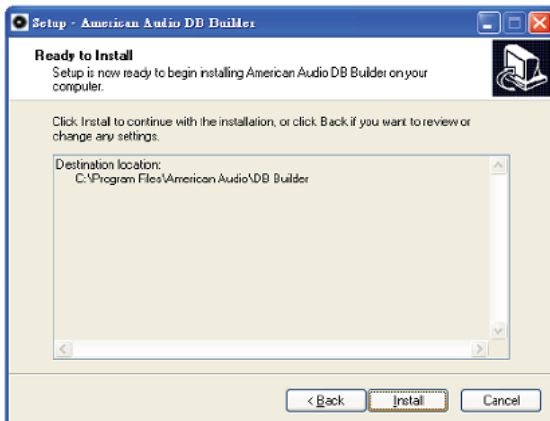 Setup - American Audio DB Builder
Ready to Install
Setup is now ready to begin installing American Audio DB Builder on your
computer.
Click Install to continue with the installation, or click Back if you want to review or
change any settings.
Destination location:
C:\Program Files\American Audio\DB Builder
< Back
Install
Cancel